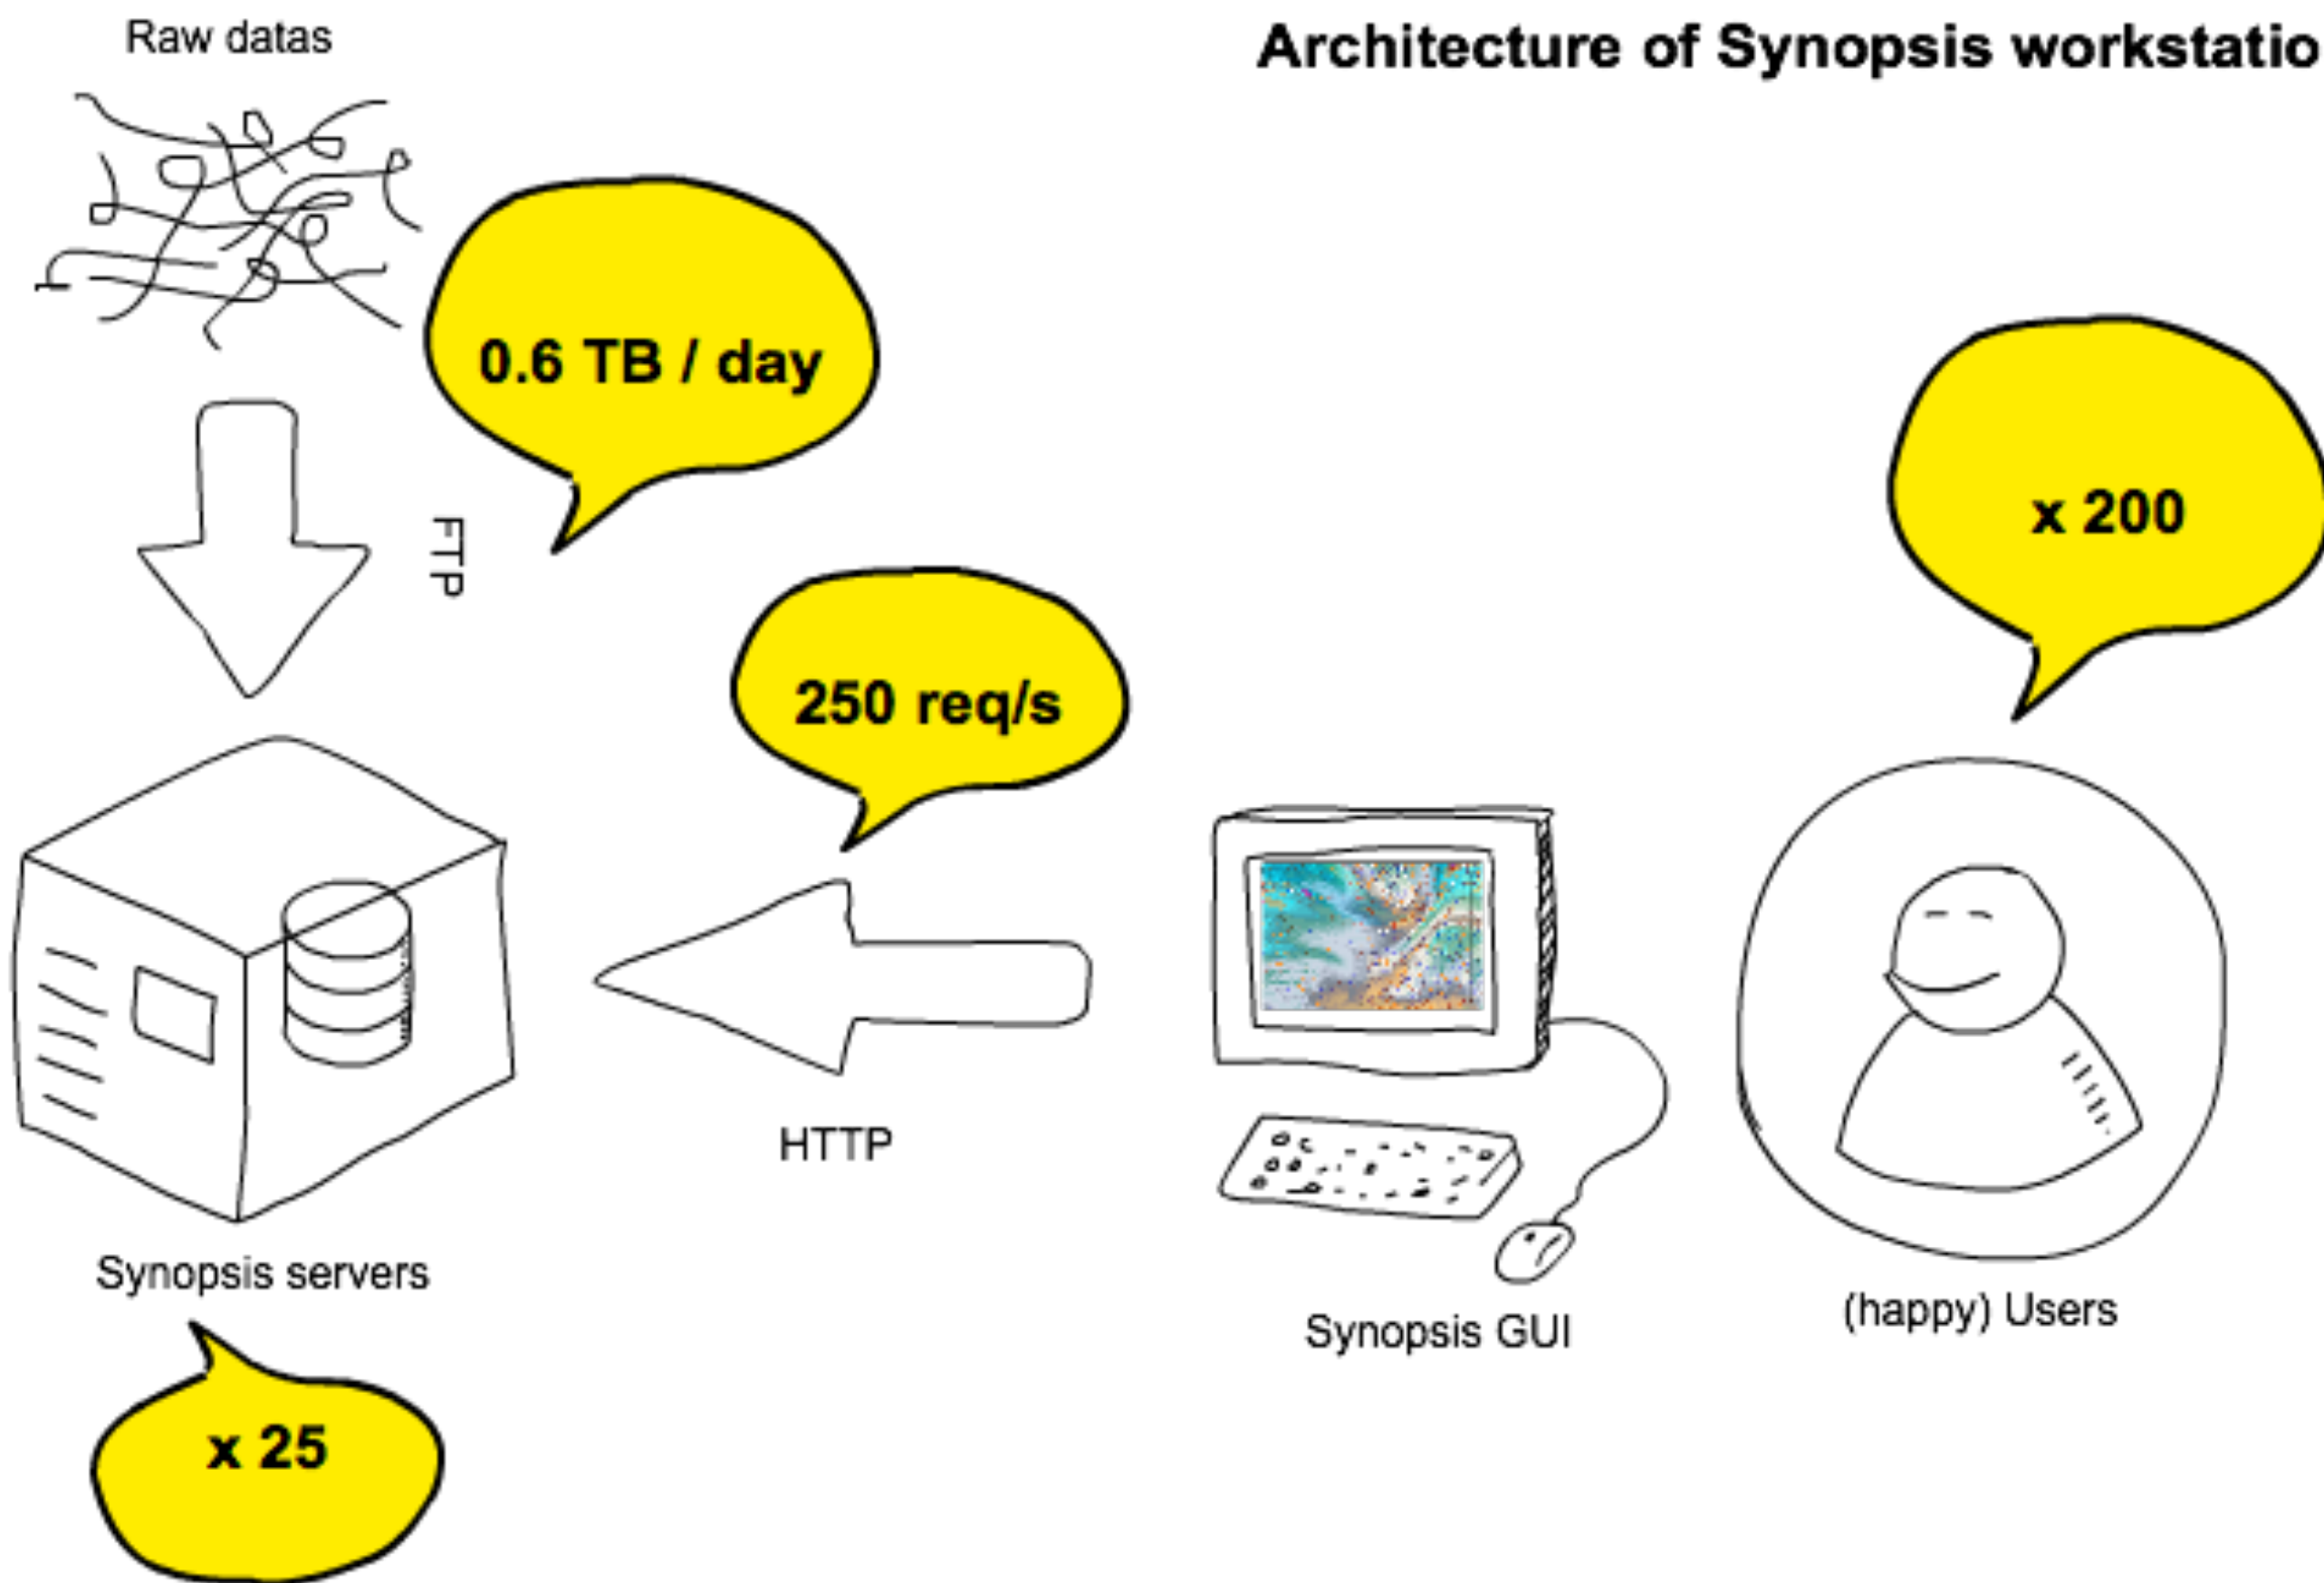 Raw datas
Architecture of Synopsis workstatio
0.6 TB / day
x 200
FTP
250 req/s
HTTP
Synopsis servers
Synopsis GUI
(happy) Users
x 25